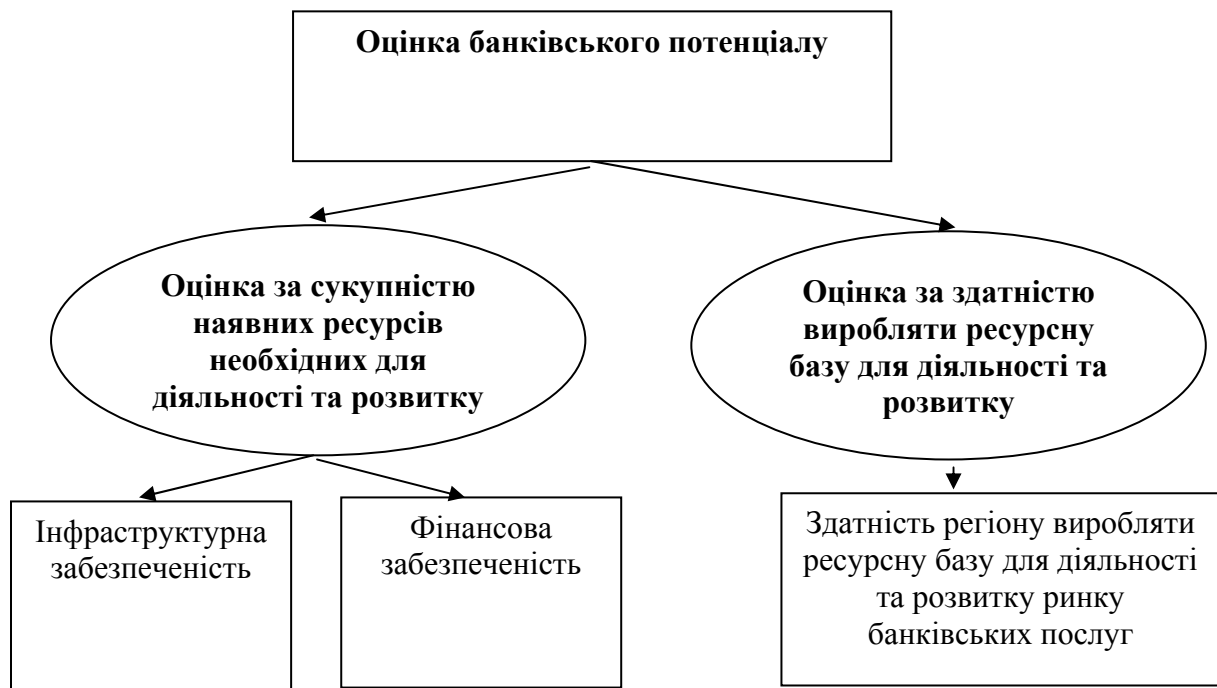 Оцінка банківського потенціалу
Оцінка за сукупністю
наявних ресурсів
необхідних для
діяльності та розвитку
Оцінка за здатністю
виробляти ресурсну
базу для діяльності та
розвитку
Інфраструктурна
забезпеченість
Фінансова
забезпеченість
Здатність регіону виробляти
ресурсну базу для діяльності
та розвитку ринку
банківських послуг